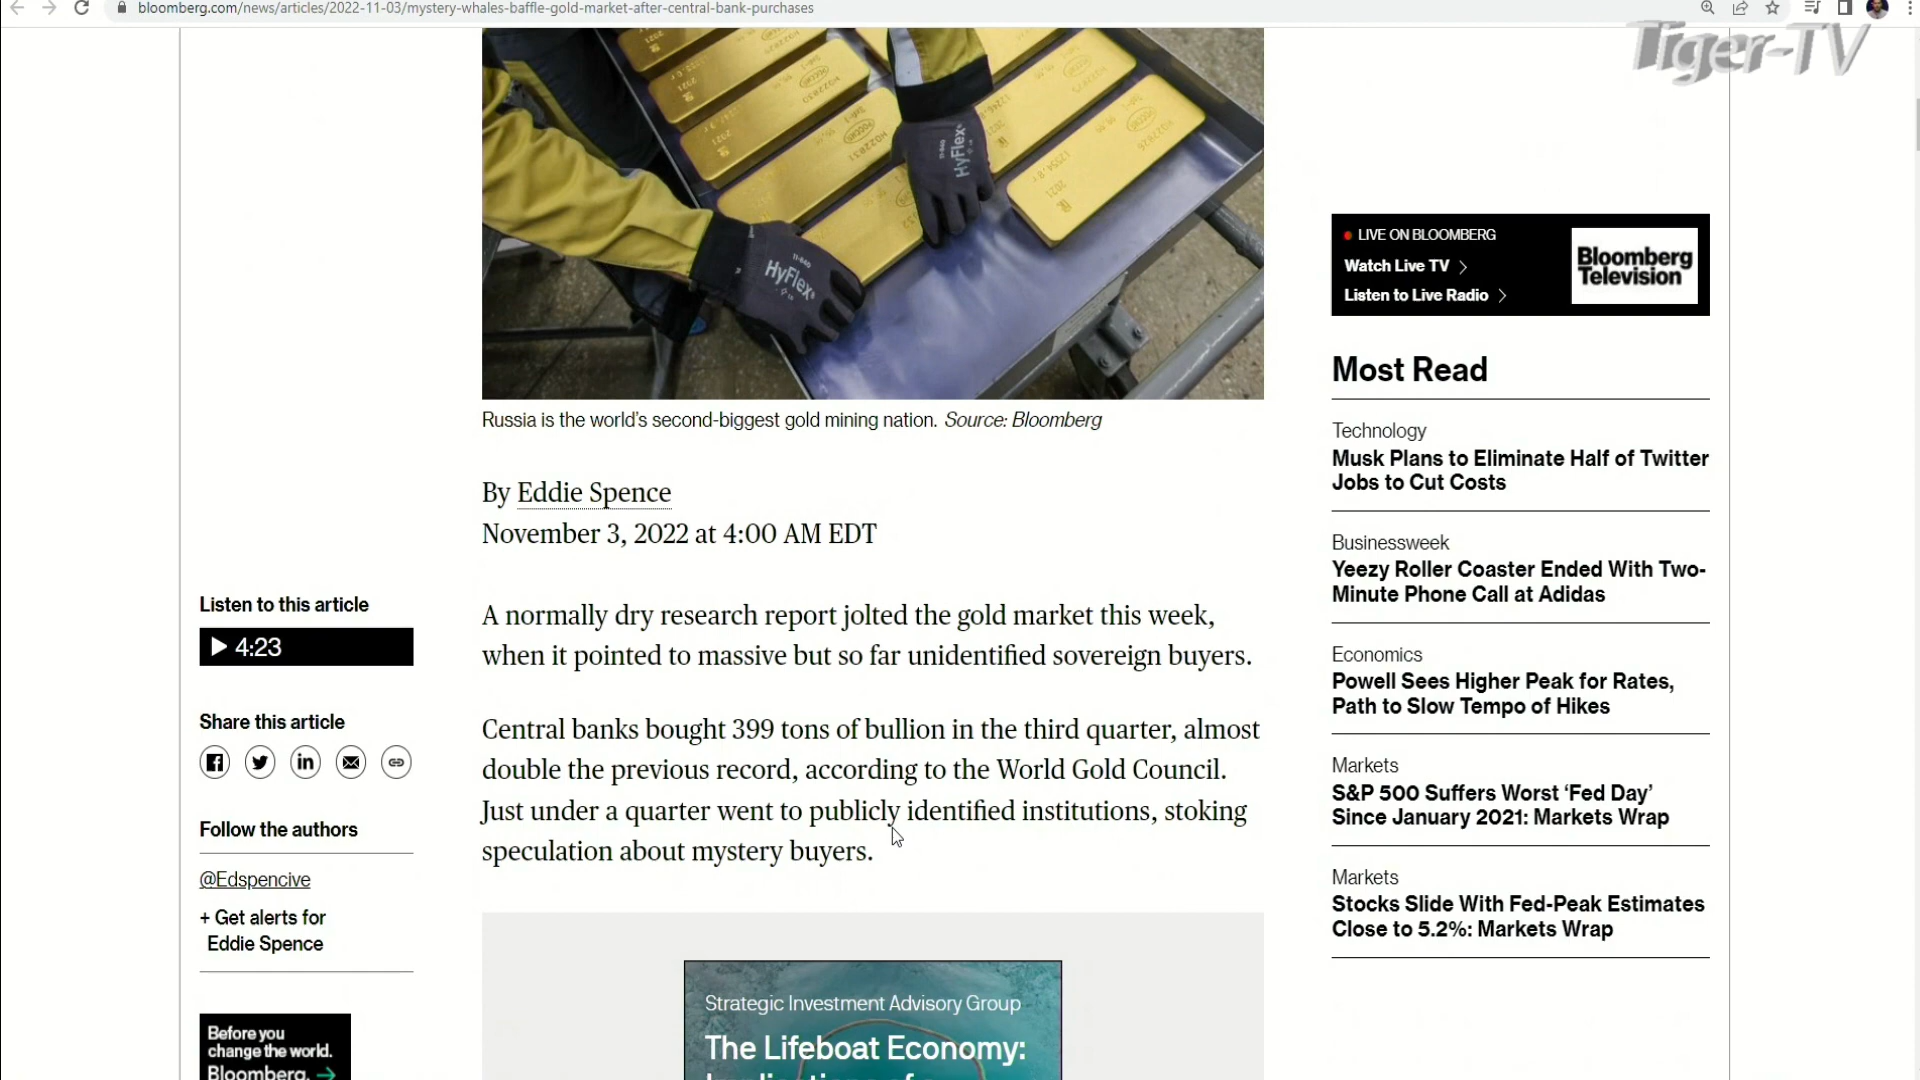 bloomberg.com/news/articles/2022-11-03/mystery-whales-baffle-gold-market-after-central-bank-purchases
Tiger-TV
HyFlex
HyFlex
2021
2021
2021
РОССИЯ
LIVE ON BLOOMBERG
Watch Live TV
Listen to Live Radio
Bloomberg
Television
Russia is the world's second-biggest gold mining nation. Source: Bloomberg
By Eddie Spence
November 3, 2022 at 4:00 AM EDT
Listen to this article
4:23
Share this article
Follow the authors
@Edspencive
+ Get alerts for
Eddie Spence
Before you
change the world.
Bloomberg.
A normally dry research report jolted the gold market this week,
when it pointed to massive but so far unidentified sovereign buyers.
Central banks bought 399 tons of bullion in the third quarter, almost
double the previous record, according to the World Gold Council.
Just under a quarter went to publicly identified institutions, stoking
speculation about mystery buyers.
Strategic Investment Advisory Group
The Lifeboat Economy:
Most Read
Technology
Musk Plans to Eliminate Half of Twitter
Jobs to Cut Costs
Businessweek
Yeezy Roller Coaster Ended With Two-
Minute Phone Call at Adidas
Economics
Powell Sees Higher Peak for Rates,
Path to Slow Tempo of Hikes
Markets
S&P 500 Suffers Worst 'Fed Day'
Since January 2021: Markets Wrap
Markets
Stocks Slide With Fed-Peak Estimates
Close to 5.2%: Markets Wrap